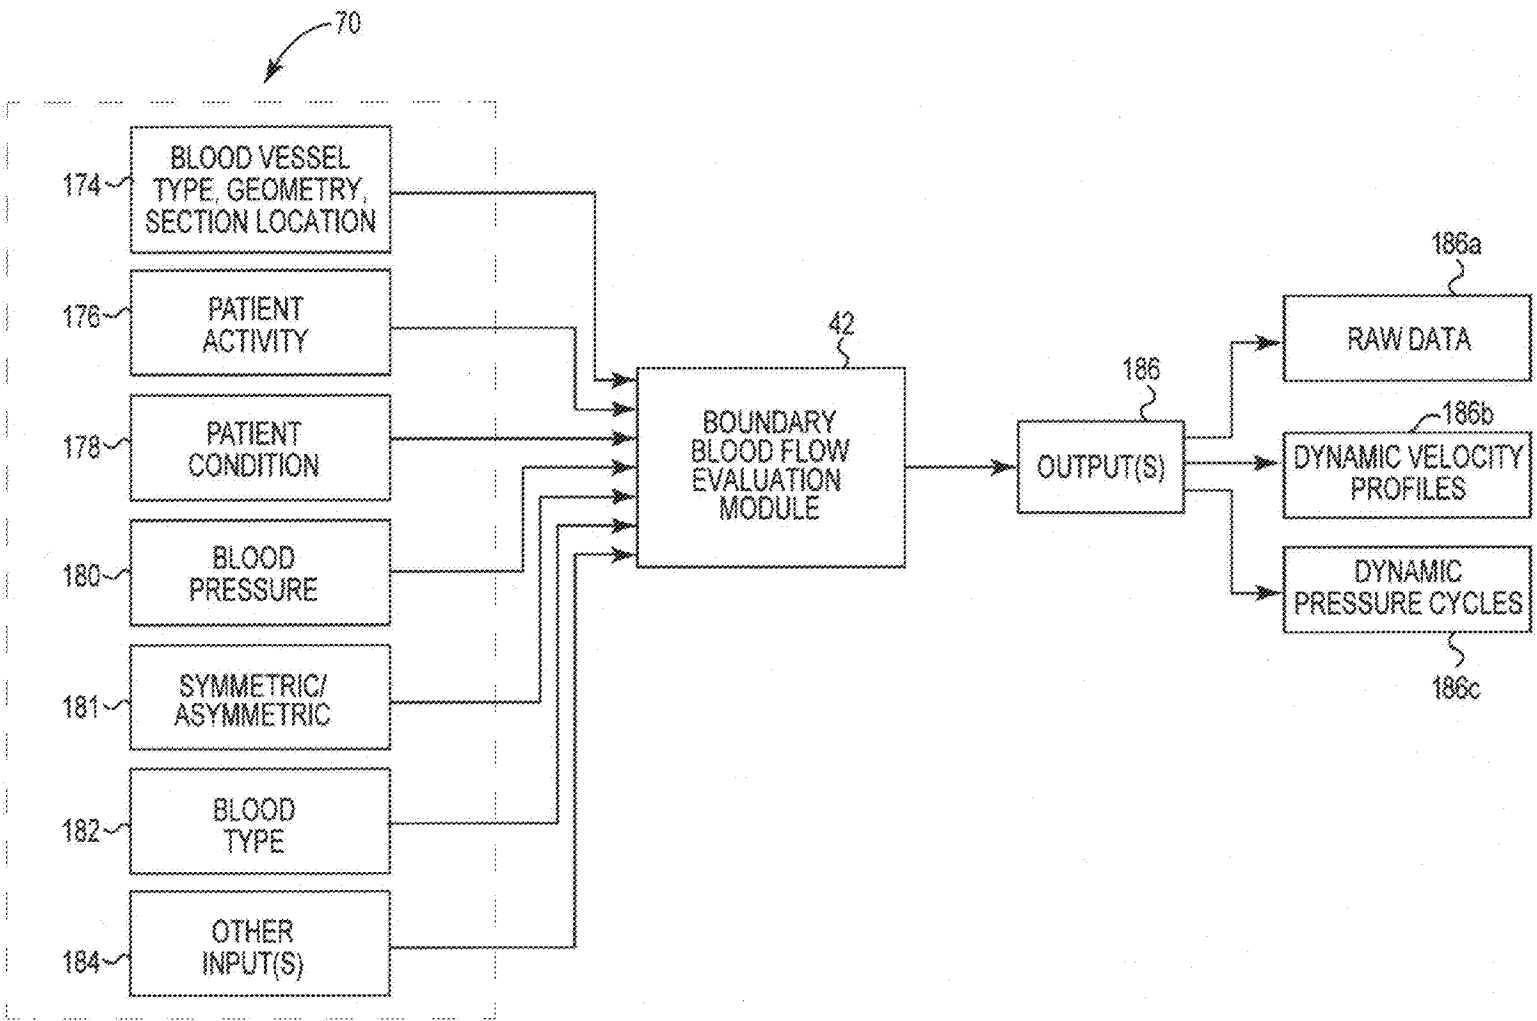 70
174
BLOOD VESSEL
TYPE, GEOMETRY,
SECTION LOCATION
176
PATIENT
ACTIVITY
178
PATIENT
CONDITION
180
BLOOD
PRESSURE
181
SYMMETRIC/
ASYMMETRIC
182
BLOOD
TYPE
184
OTHER
INPUT(S)
42
BOUNDARY
BLOOD FLOW
EVALUATION
MODULE
186
OUTPUT(S)
186a
RAW DATA
186b
DYNAMIC VELOCITY
PROFILES
DYNAMIC
PRESSURE CYCLES
186c